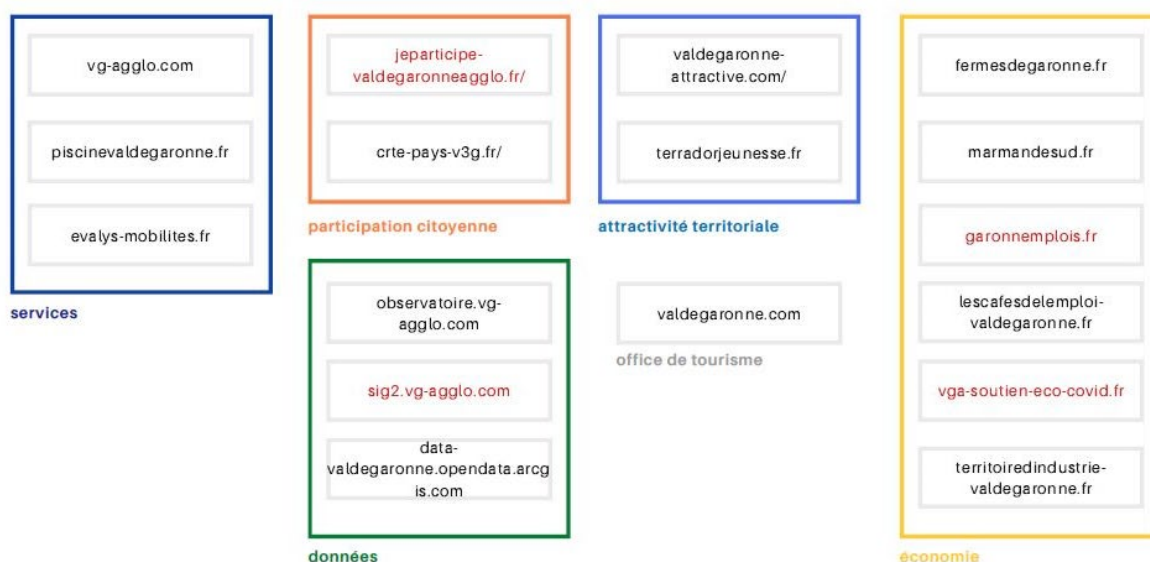 vg-agglo.com
piscinevaldegaronne.fr
evalys-mobilites.fr
services
jeparticipe-
valdegaronneagglo.fr/
crte-pays-v3g.fr/
participation citoyenne
valdegaronne-
attractive.com/
terradorjeunesse.fr
attractivité territoriale
observatoire.vg-
agglo.com
sig2.vg-agglo.com
data-
valdegaronne.opendata.arcg
is.com
données
valdegaronne.com
office de tourisme
fermesdegaronne.fr
marmandesud.fr
garonnemplois.fr
lescafesdelemploi-
valdegaronne.fr
vga-soutien-eco-covid.fr
territoiredindustrie-
valdegaronne.fr
économie